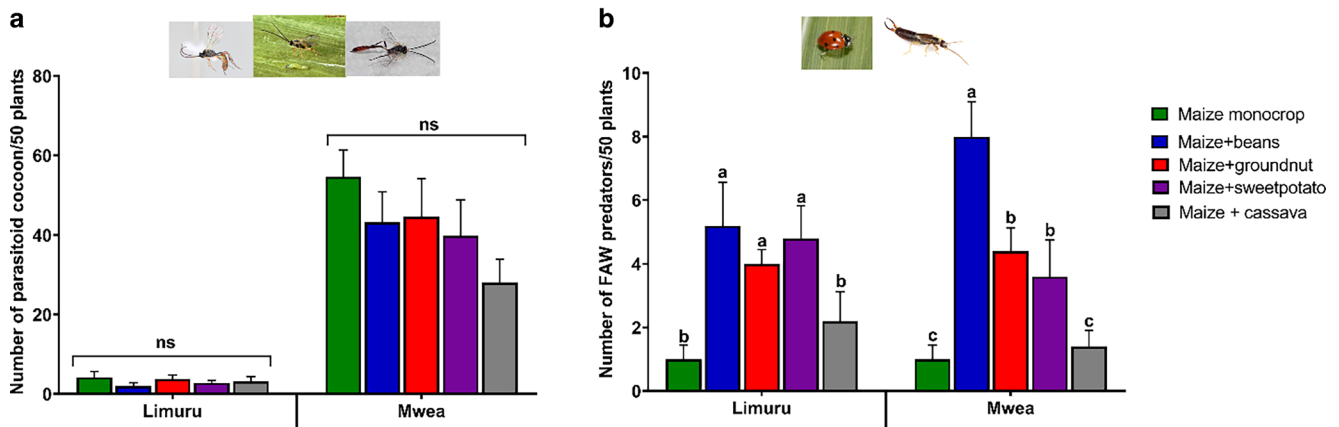 a
Number of parasitoid cocoon/50 plants
80
60
40
20
0
ns
ns
Limuru
Mwea
b
Number of FAW predators/50 plants
10
8
6
4
2
0
b
a
a
a
b
c
a
b
b
c
Limuru
Mwea
Maize monocrop
Maize+beans
Maize+groundnut
Maize+sweetpotato
Maize + cassava